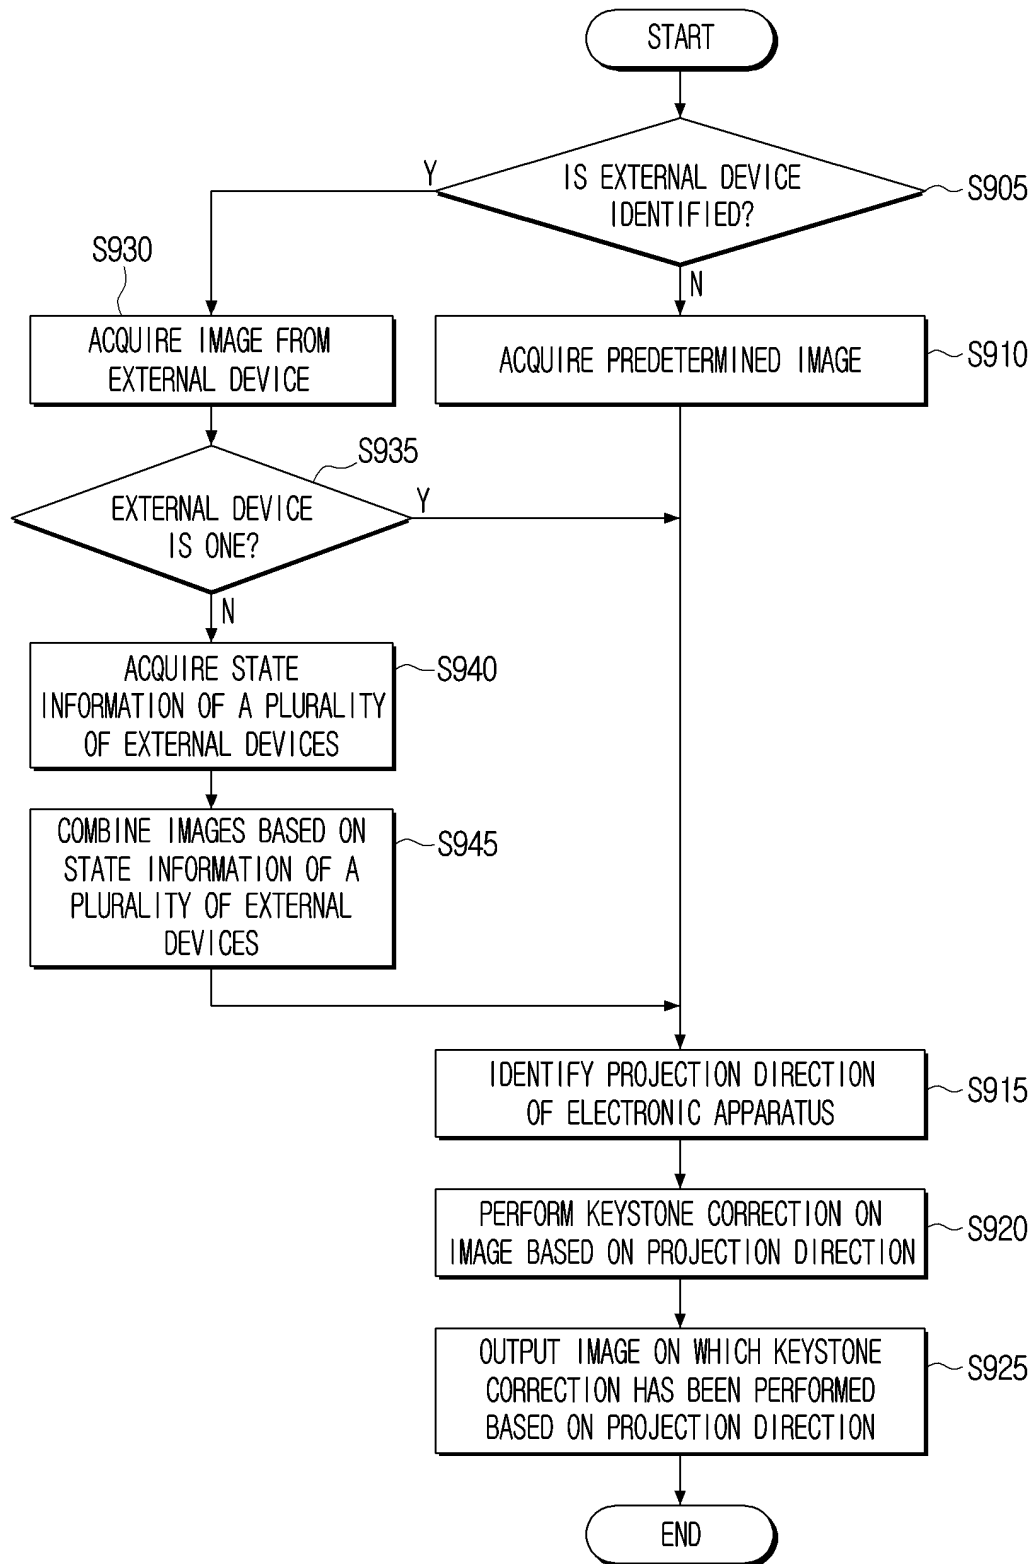 START
IS EXTERNAL DEVICE
IDENTIFIED?
S905
Y
N
S930
ACQUIRE IMAGE FROM
EXTERNAL DEVICE
ACQUIRE PREDETERMINED IMAGE
S910
S935
EXTERNAL DEVICE
IS ONE?
Y
N
ACQUIRE STATE
INFORMATION OF A PLURALITY
OF EXTERNAL DEVICES
S940
COMBINE IMAGES BASED ON
STATE INFORMATION OF A
PLURALITY OF EXTERNAL
DEVICES
S945
IDENTIFY PROJECTION DIRECTION
OF ELECTRONIC APPARATUS
S915
PERFORM KEYSTONE CORRECTION ON
IMAGE BASED ON PROJECTION DIRECTION
S920
OUTPUT IMAGE ON WHICH KEYSTONE
CORRECTION HAS BEEN PERFORMED
BASED ON PROJECTION DIRECTION
S925
END